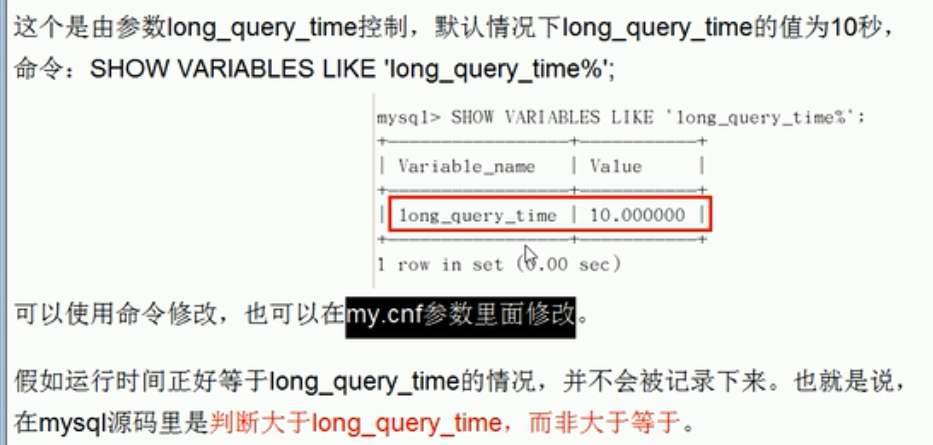 这个是由参数long_query_time控制，默认情况下long_query_time的值为10秒，
命令：SHOW VARIABLES LIKE 'long_query_time%';
mysql> SHOW VARIABLES LIKE 'long_query_time%';
+-----------------+-----------+
| Variable_name | Value |
+-----------------+-----------+
| long_query_time | 10.000000 |
+-----------------+-----------+
1 row in set (0.00 sec)
可以使用命令修改，也可以在my.cnf参数里面修改。
假如运行时间正好等于long_query_time的情况，并不会被记录下来。也就是说，
在mysql源码里是判断大于long_query_time，而非大于等于。